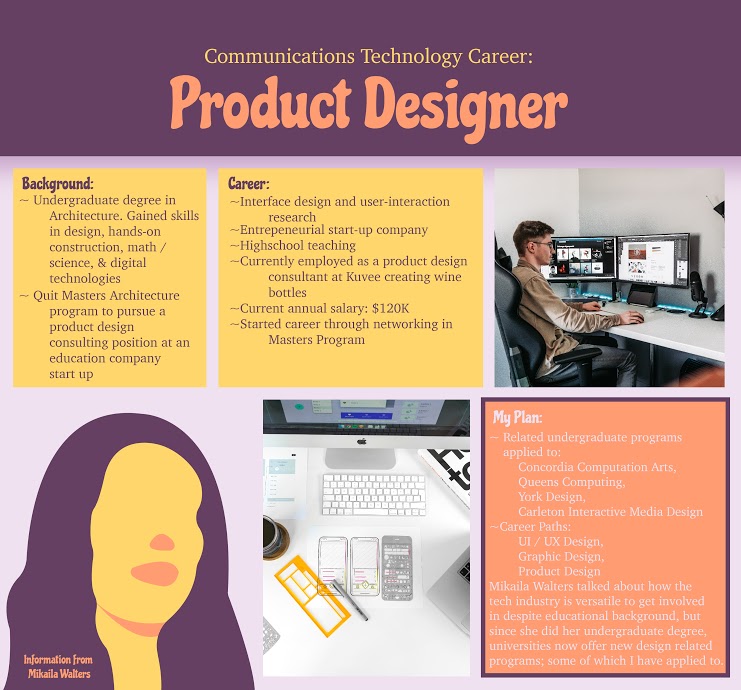 Communications Technology Career:
Product Designer
Background:
~ Undergraduate degree in
Architecture. Gained skills
in design, hands-on
construction, math /
science, & digital
technologies
~ Quit Masters Architecture
program to pursue a
product design
consulting position at an
education company
start up
Career:
~Interface design and user-interaction
research
~Entrepeneurial start-up company
~Highschool teaching
~Currently employed as a product design
consultant at Kuvee creating wine
bottles
~Current annual salary: $120K
~Started career through networking in
Masters Program
My Plan:
~ Related undergraduate programs
applied to:
Concordia Computation Arts,
Queens Computing,
York Design,
Carleton Interactive Media Design
~Career Paths:
UI / UX Design,
Graphic Design,
Product Design
Mikaila Walters talked about how the
tech industry is versatile to get involved
in despite educational background, but
since she did her undergraduate degree,
universities now offer new design related
programs; some of which I have applied to.
Information from
Mikaila Walters